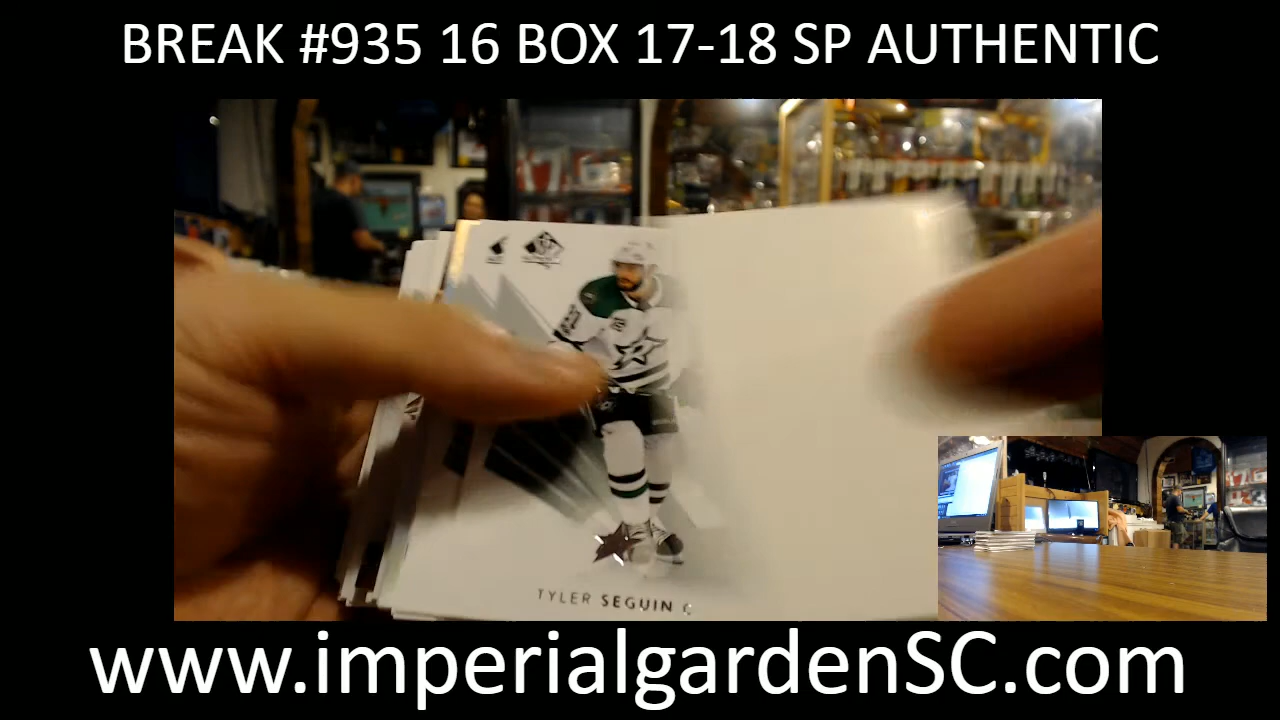 BREAK #935 16 BOX 17-18 SP AUTHENTIC
TYLER SEGUIN C
www.imperialgardenSC.com